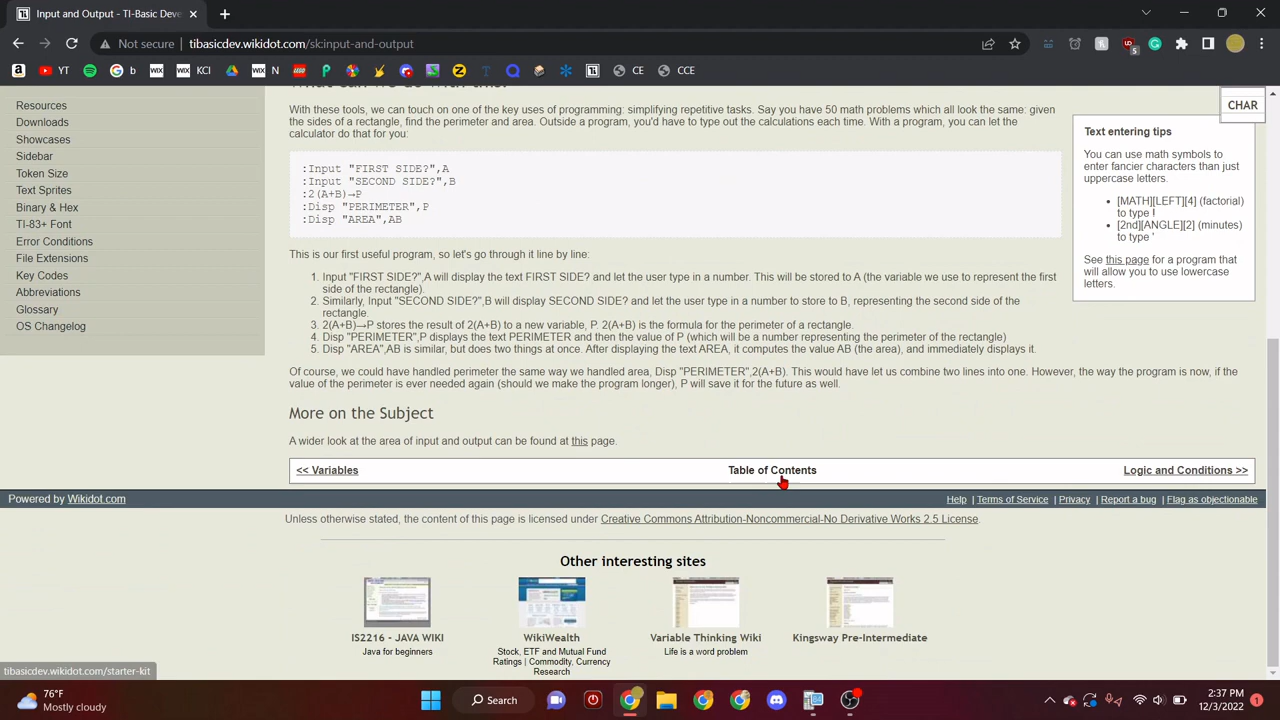 Input and Output - TI-Basic Dev
Not secure
tibasicdev.wikidot.com/sk:input-and-output
YT
b
KCI
N
CE
CCE
Resources
Downloads
Showcases
Sidebar
Token Size
Text Sprites
Binary & Hex
TI-83+ Font
Error Conditions
File Extensions
Key Codes
Abbreviations
Glossary
OS Changelog
With these tools, we can touch on one of the key uses of programming: simplifying repetitive tasks. Say you have 50 math problems which all look the same: given
the sides of a rectangle, find the perimeter and area. Outside a program, you'd have to type out the calculations each time. With a program, you can let the
calculator do that for you:
:Input "FIRST SIDE?",A
:Input "SECOND SIDE?",B
:2(A+B)→P
:Disp "PERIMETER",P
:Disp "AREA",AB
This is our first useful program, so let's go through it line by line:
1. Input "FIRST SIDE?",A will display the text FIRST SIDE? and let the user type in a number. This will be stored to A (the variable we use to represent the first
side of the rectangle).
2. Similarly, Input "SECOND SIDE?",B will display SECOND SIDE? and let the user type in a number to store to B, representing the second side of the
rectangle.
3. 2(A+B)→P stores the result of 2(A+B) to a new variable, P. 2(A+B) is the formula for the perimeter of a rectangle.
4. Disp "PERIMETER",P displays the text PERIMETER and then the value of P (which will be a number representing the perimeter of the rectangle)
5. Disp "AREA",AB is similar, but does two things at once. After displaying the text AREA, it computes the value AB (the area), and immediately displays it.
Of course, we could have handled perimeter the same way we handled area, Disp "PERIMETER",2(A+B). This would have let us combine two lines into one. However, the way the program is now, if the
value of the perimeter is ever needed again (should we make the program longer), P will save it for the future as well.
CHAR
Text entering tips
You can use math symbols to
enter fancier characters than just
uppercase letters.
• [MATH][LEFT][4] (factorial)
to type !
• [2nd][ANGLE][2] (minutes)
to type '
See this page for a program that
will allow you to use lowercase
letters.
More on the Subject
A wider look at the area of input and output can be found at this page.
<< Variables
Table of Contents
Logic and Conditions >>
Powered by Wikidot.com
Help | Terms of Service | Privacy | Report a bug | Flag as objectionable
Unless otherwise stated, the content of this page is licensed under Creative Commons Attribution-Noncommercial-No Derivative Works 2.5 License.
Other interesting sites
IS2216 - JAVA WIKI
Java for beginners
WikiWealth
Stock, ETF and Mutual Fund
Ratings | Commodity, Currency
Research
Variable Thinking Wiki
Life is a word problem
Kingsway Pre-Intermediate
tibasicdev.wikidot.com/starter-kit
76°F
Mostly cloudy
Search
2:37 PM
12/3/2022